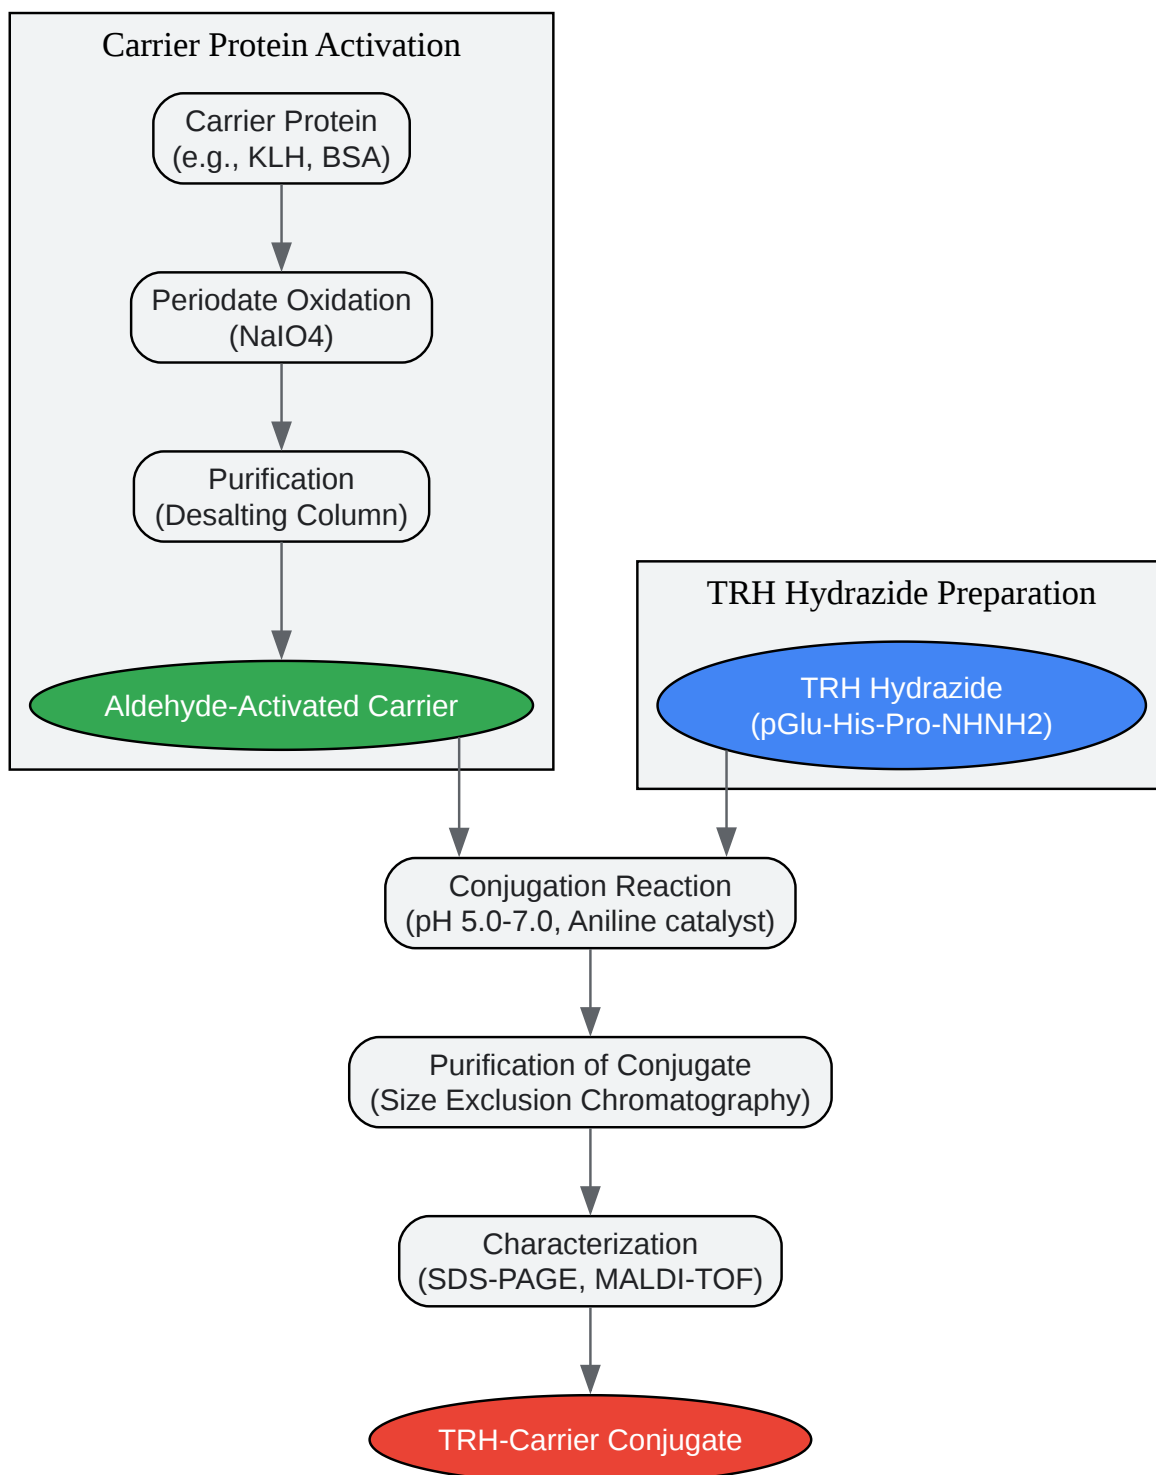 Carrier Protein Activation
Carrier Protein
(e.g., KLH, BSA)
Periodate Oxidation
(NaIO4)
Purification
(Desalting Column)
Aldehyde-Activated Carrier
TRH Hydrazide Preparation
TRH Hydrazide
(pGlu-His-Pro-NHNH2)
Conjugation Reaction
(pH 5.0-7.0, Aniline catalyst)
Purification of Conjugate
(Size Exclusion Chromatography)
Characterization
(SDS-PAGE, MALDI-TOF)
TRH-Carrier Conjugate